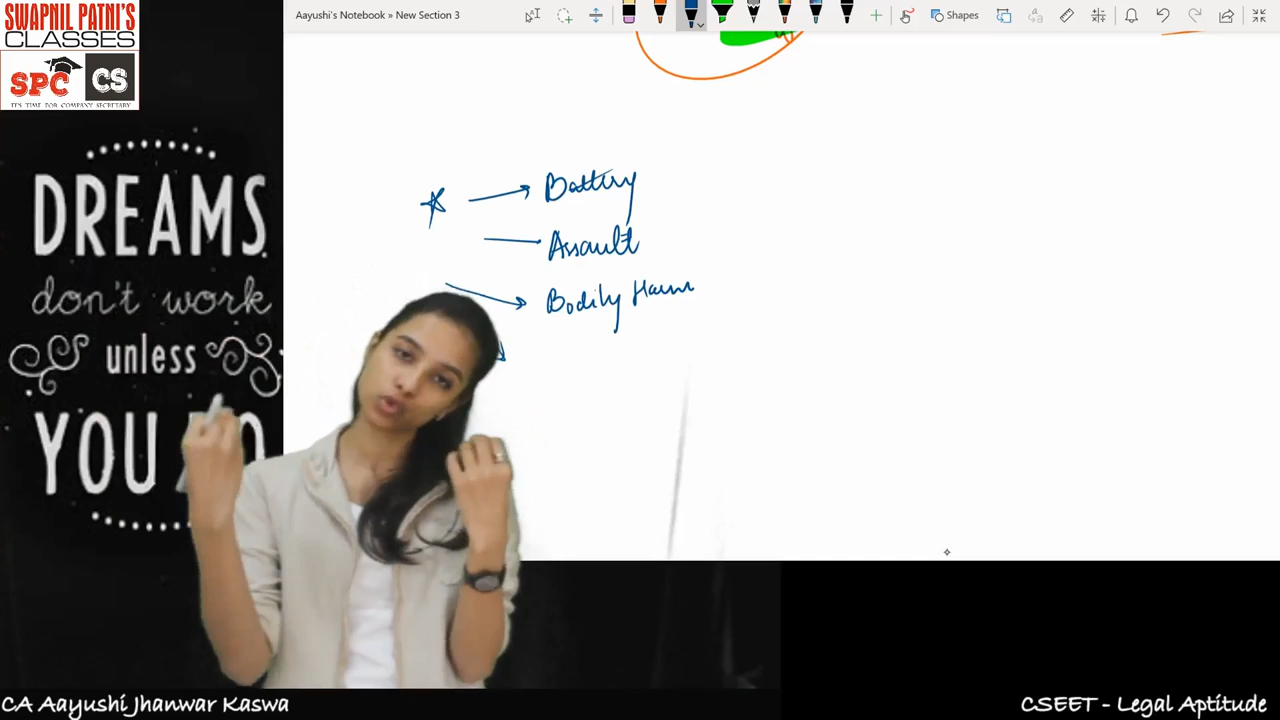 SWAPNIL PATNI'S
CLASSES
SPC CS
IT'S TIME FOR COMPANY SECRETARY
Aayushi's Notebook » New Section 3
Shapes
DREAMS
don't work
unless
YOU DO
Battery
Assault
Bodily Harm
CA Aayushi Jhanwar Kaswa
CSEET - Legal Aptitude